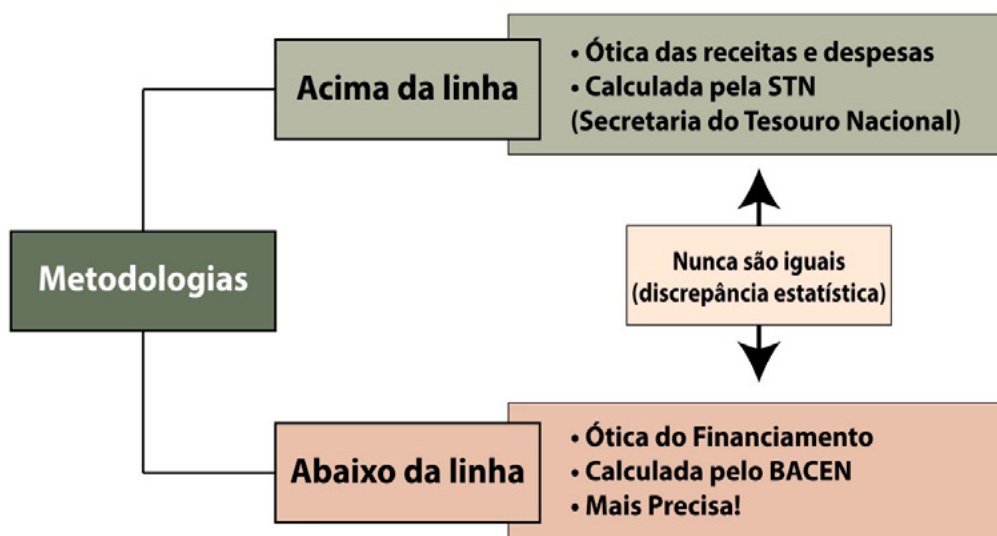 Metodologias
Acima da linha
• Ótica das receitas e despesas
• Calculada pela STN
(Secretaria do Tesouro Nacional)
Nunca são iguais
(discrepância estatística)
Abaixo da linha
• Ótica do Financiamento
• Calculada pelo BACEN
• Mais Precisa!